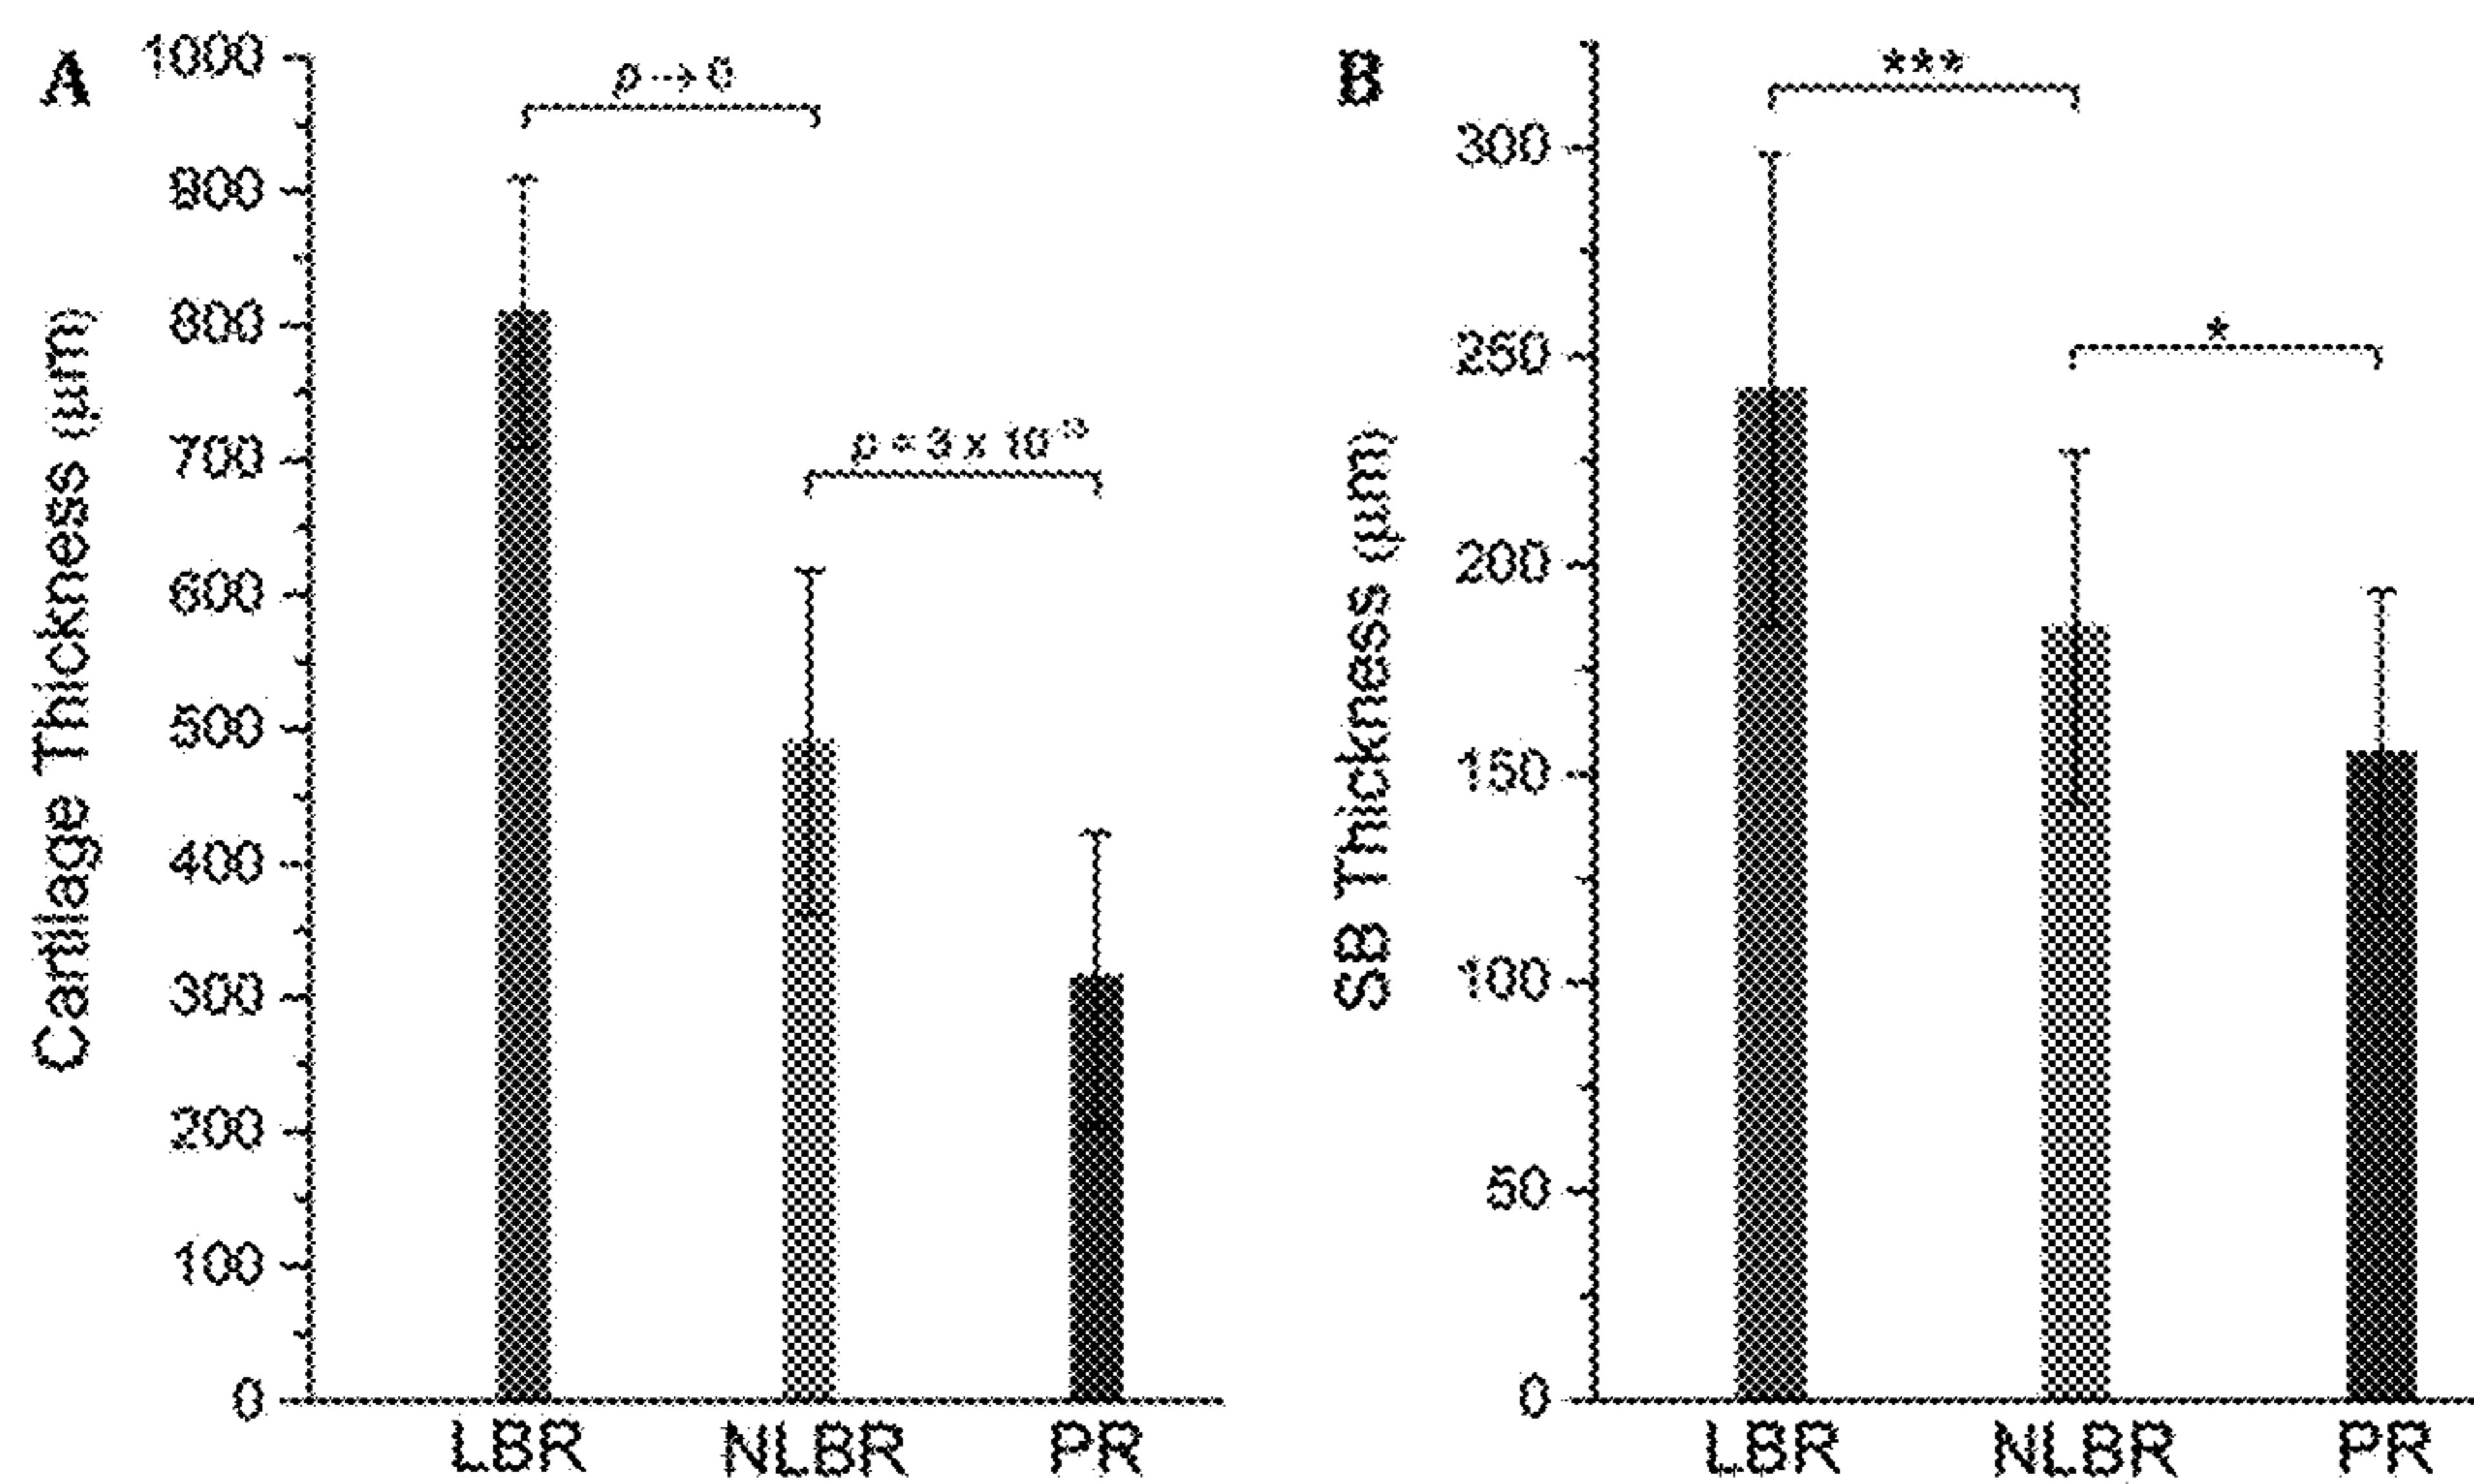 A
Cartilage Thickness (µm)
1000
900
800
700
600
500
400
300
200
100
0
p → 0
p = 3 x
LBR NLBR PR
B
SB Thickness (µm)
300
250
200
150
100
50
0
***
*
LBR NLBR PR